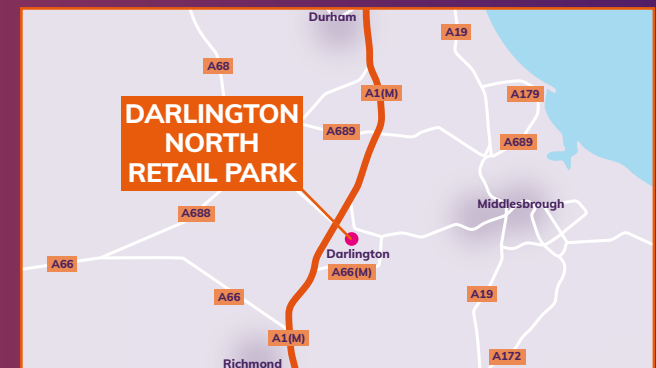 Durham
A19
A68
A1(M)
A179
DARLINGTON
NORTH
RETAIL PARK
A689
A689
Middlesbrough
A688
Darlington
A66
A66(M)
A66
A19
A1(M)
A172
Richmond